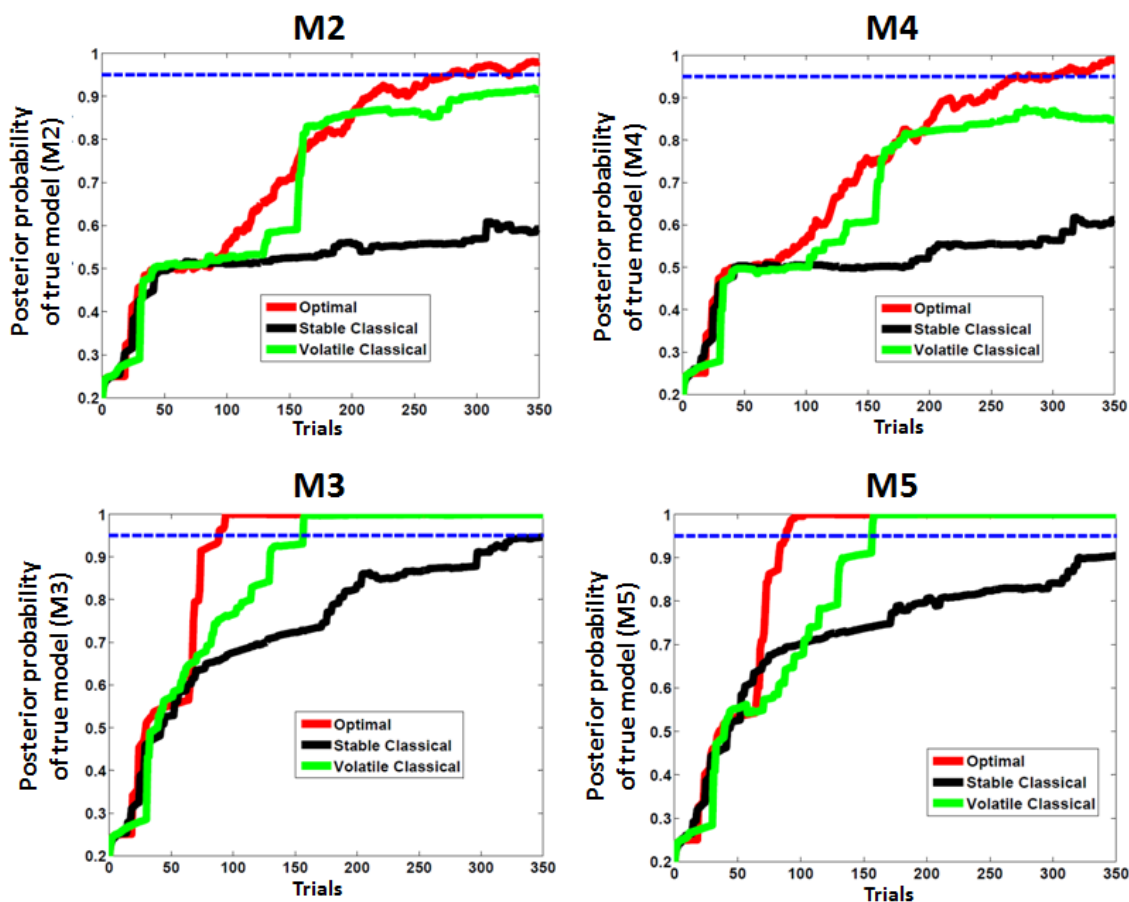 M2
Posterior probability
of true model (M2)
1
0.9
0.8
0.7
0.6
0.5
0.4
0.3
0.2
Optimal
Stable Classical
Volatile Classical
0 50 100 150 200 250 300 350
Trials
M4
Posterior probability
of true model (M4)
1
0.9
0.8
0.7
0.6
0.5
0.4
0.3
0.2
Optimal
Stable Classical
Volatile Classical
0 50 100 150 200 250 300 350
Trials
M3
Posterior probability
of true model (M3)
1
0.9
0.8
0.7
0.6
0.5
0.4
0.3
0.2
Optimal
Stable Classical
Volatile Classical
0 50 100 150 200 250 300 350
Trials
M5
Posterior probability
of true model (M5)
1
0.9
0.8
0.7
0.6
0.5
0.4
0.3
0.2
Optimal
Stable Classical
Volatile Classical
0 50 100 150 200 250 300 350
Trials